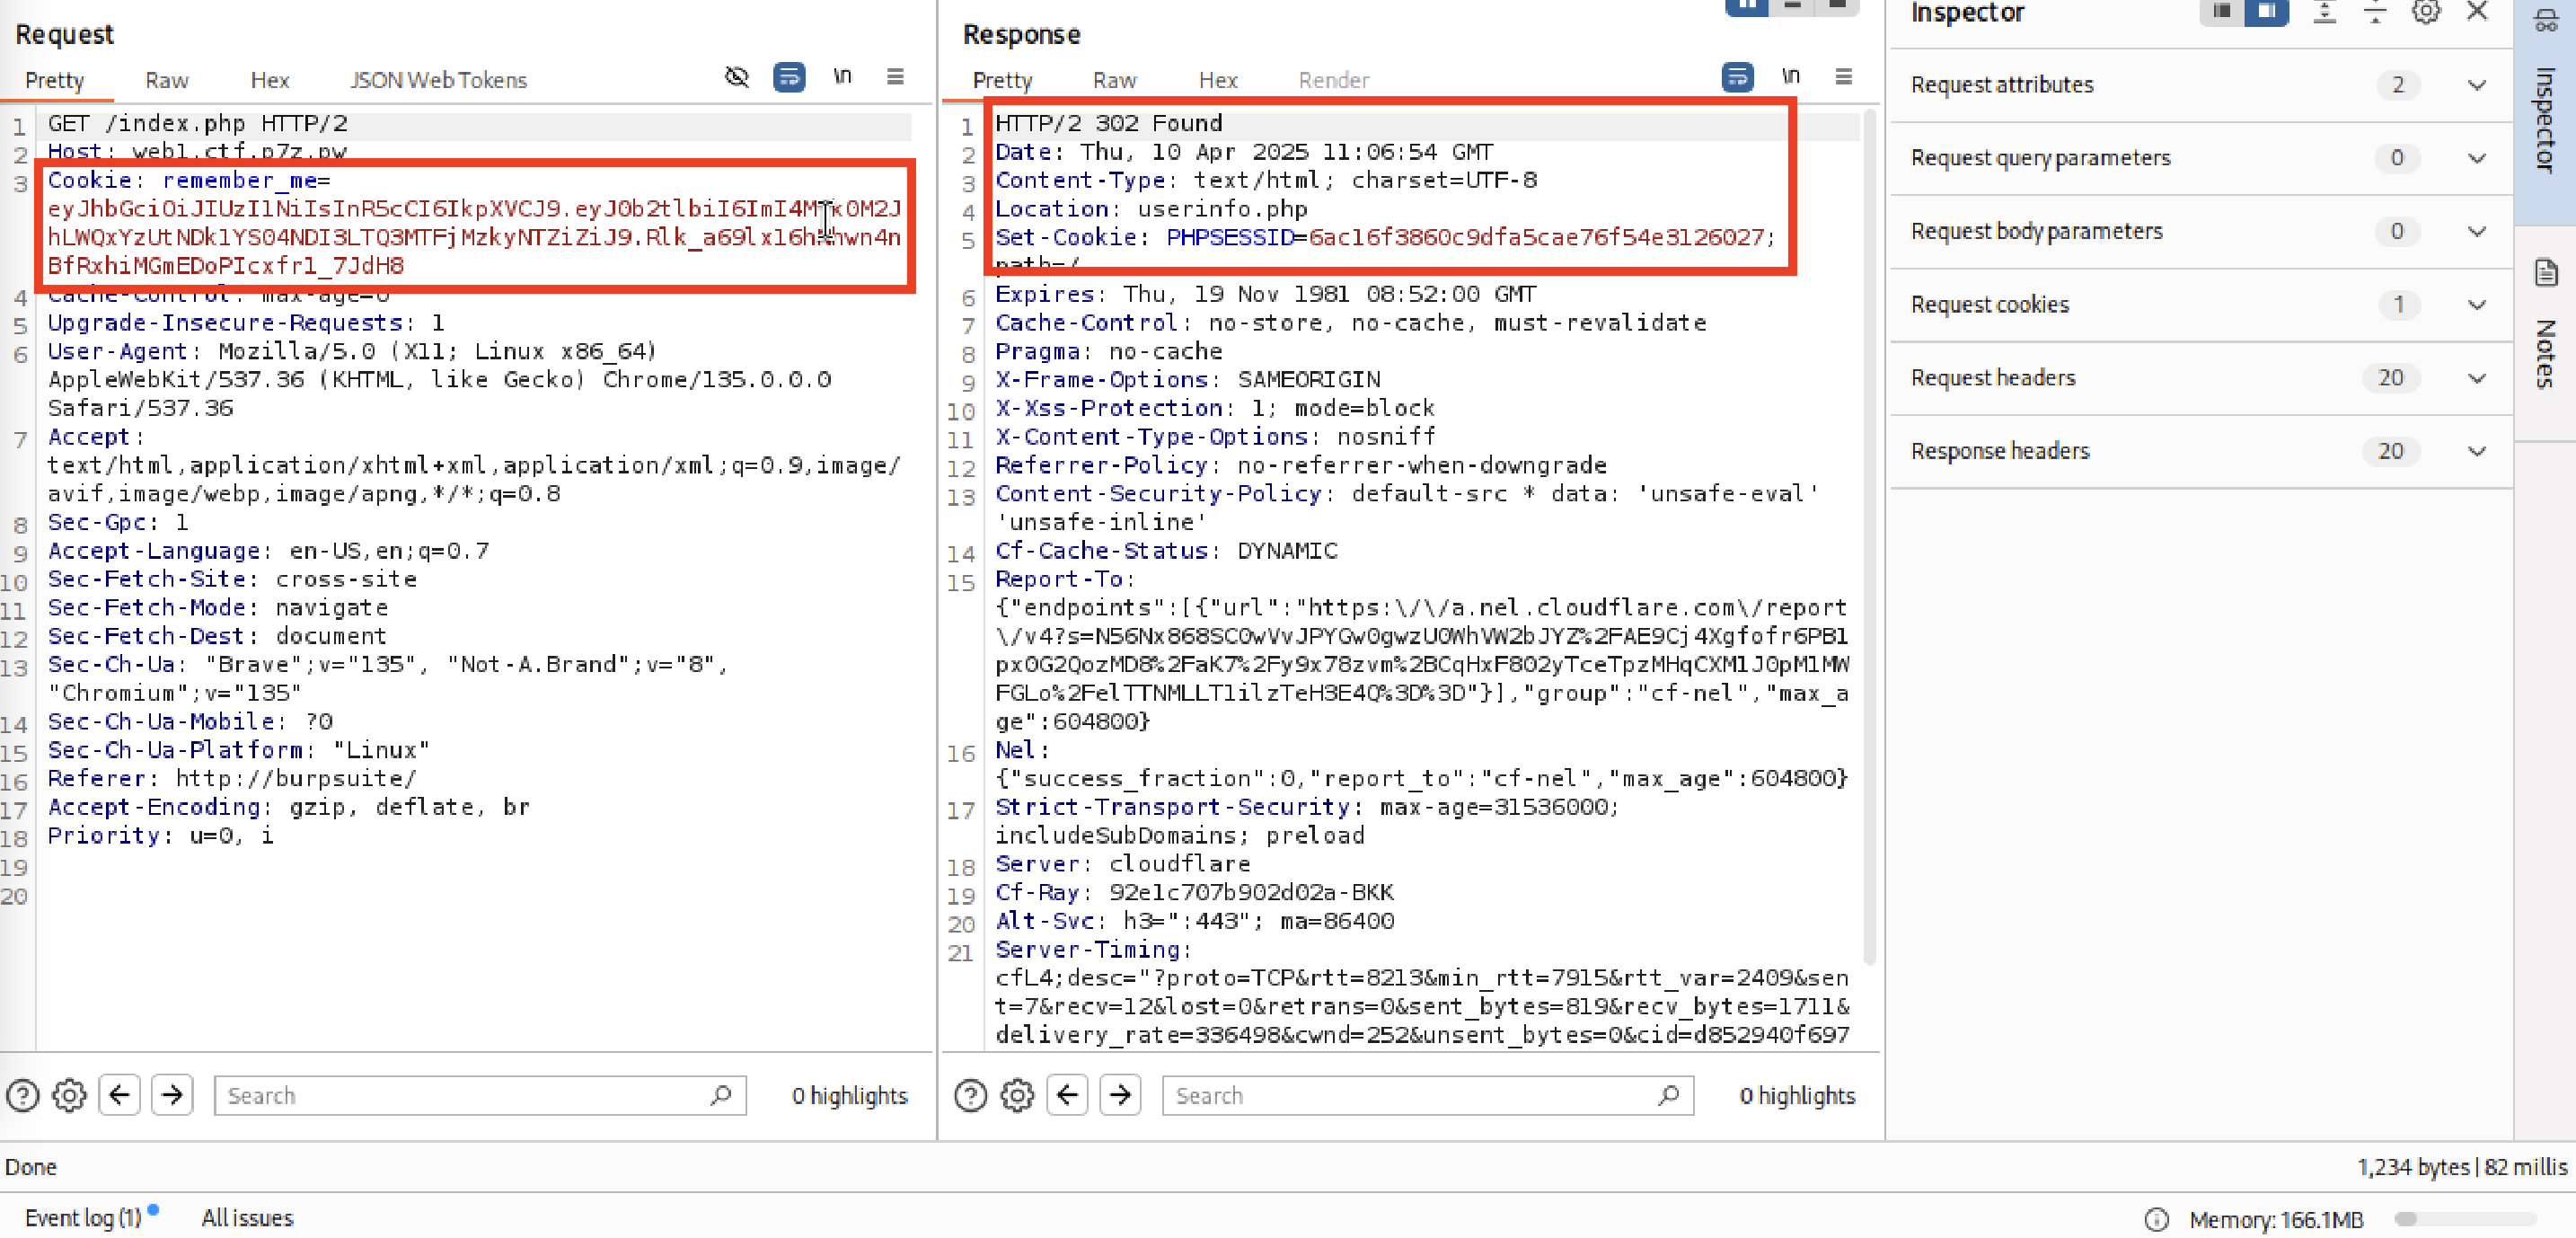 Request
Pretty Raw Hex JSON Web Tokens \n
1 GET /index.php HTTP/2
2 Host: web1.ctf.p7z.pw
3 Cookie: remember_me=
BfRxhiMGmEDoPIcxfr1_7JdH8
4 Cache-Control: max-age=0
5 Upgrade-Insecure-Requests: 1
6 User-Agent: Mozilla/5.0 (X11; Linux x86_64)
AppleWebKit/537.36 (KHTML, like Gecko) Chrome/135.0.0.0
Safari/537.36
7 Accept:
text/html,application/xhtml+xml,application/xml;q=0.9,image/
avif,image/webp,image/apng,*/*;q=0.8
8 Sec-Gpc: 1
9 Accept-Language: en-US,en;q=0.7
10 Sec-Fetch-Site: cross-site
11 Sec-Fetch-Mode: navigate
12 Sec-Fetch-Dest: document
13 Sec-Ch-Ua: "Brave";v="135", "Not-A.Brand";v="8",
"Chromium";v="135"
14 Sec-Ch-Ua-Mobile: ?0
15 Sec-Ch-Ua-Platform: "Linux"
16 Referer: http://burpsuite/
17 Accept-Encoding: gzip, deflate, br
18 Priority: u=0, i
19
20
Search 0 highlights
Response
Pretty Raw Hex Render \n
1 HTTP/2 302 Found
2 Date: Thu, 10 Apr 2025 11:06:54 GMT
3 Content-Type: text/html; charset=UTF-8
4 Location: userinfo.php
5 Set-Cookie: PHPSESSID=6ac16f3860c9dfa5cae76f54e3126027;
path=/
6 Expires: Thu, 19 Nov 1981 08:52:00 GMT
7 Cache-Control: no-store, no-cache, must-revalidate
8 Pragma: no-cache
9 X-Frame-Options: SAMEORIGIN
10 X-Xss-Protection: 1; mode=block
11 X-Content-Type-Options: nosniff
12 Referrer-Policy: no-referrer-when-downgrade
13 Content-Security-Policy: default-src * data: 'unsafe-eval'
'unsafe-inline'
14 Cf-Cache-Status: DYNAMIC
15 Report-To:
{"endpoints":[{"url":"https:\/\/a.nel.cloudflare.com\/report
\/v4?s=N56Nx868SC0wVvJPYGw0gwzU0WhVW2bJYZ%2FAE9Cj4Xgfofr6PB1
px0G2QozMD8%2FaK7%2Fy9x78zvm%2BCqHxF802yTceTpzMHqCXM1J0pM1MW
FGLo%2FelTTNMLLT1ilzTeH3E4Q%3D%3D"}],"group":"cf-nel","max_a
ge":604800}
16 Nel:
{"success_fraction":0,"report_to":"cf-nel","max_age":604800}
17 Strict-Transport-Security: max-age=31536000;
includeSubDomains; preload
18 Server: cloudflare
19 Cf-Ray: 92e1c707b902d02a-BKK
20 Alt-Svc: h3=":443"; ma=86400
21 Server-Timing:
cfL4;desc="?proto=TCP&rtt=8213&min_rtt=7915&rtt_var=2409&sen
t=7&recv=12&lost=0&retrans=0&sent_bytes=819&recv_bytes=1711&
delivery_rate=336498&cwnd=252&unsent_bytes=0&cid=d852940f697
Search 0 highlights
Inspector
Request attributes 2
Request query parameters 0
Request body parameters 0
Request cookies 1
Request headers 20
Response headers 20
Inspector
Notes
Done 1,234 bytes | 82 millis
Event log (1) All issues Memory: 166.1MB